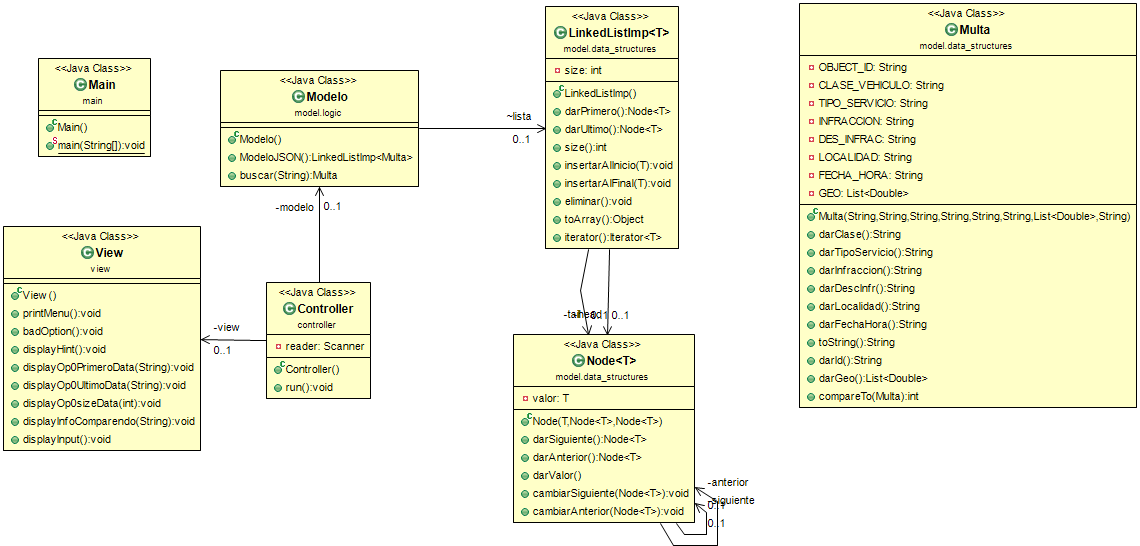 <<Java Class>>
Main
main
Main()
main(String[]):void
<<Java Class>>
Modelo
model.logic
Modelo()
ModeloJSON():LinkedListImp<Multa>
buscar(String):Multa
~lista
0..1
-modelo
0..1
<<Java Class>>
View
view
View ()
printMenu():void
badOption():void
displayHint():void
displayOp0PrimeroData(String):void
displayOp0UltimoData(String):void
displayOp0sizeData(int):void
displayInfoComparendo(String):void
displayInput():void
-view
0..1
<<Java Class>>
Controller
controller
reader: Scanner
Controller()
run():void
<<Java Class>>
LinkedListImp<T>
model.data_structures
size: int
LinkedListImp()
darPrimero():Node<T>
darUltimo():Node<T>
size():int
insertarAlInicio(T):void
insertarAlFinal(T):void
eliminar():void
toArray():Object
iterator():Iterator<T>
0..1
<<Java Class>>
Node<T>
model.data_structures
valor: T
Node(T,Node<T>,Node<T>)
darSiguiente():Node<T>
darAnterior():Node<T>
darValor()
cambiarSiguiente(Node<T>):void
cambiarAnterior(Node<T>):void
-anterior
-siguiente
0..1
0..1
<<Java Class>>
Multa
model.data_structures
OBJECT_ID: String
CLASE_VEHICULO: String
TIPO_SERVICIO: String
INFRACCION: String
DES_INFRAC: String
LOCALIDAD: String
FECHA_HORA: String
GEO: List<Double>
Multa(String,String,String,String,String,String,List<Double>,String)
darClase():String
darTipoServicio():String
darInfraccion():String
darDescInfr():String
darLocalidad():String
darFechaHora():String
toString():String
darId():String
darGeo():List<Double>
compareTo(Multa):int